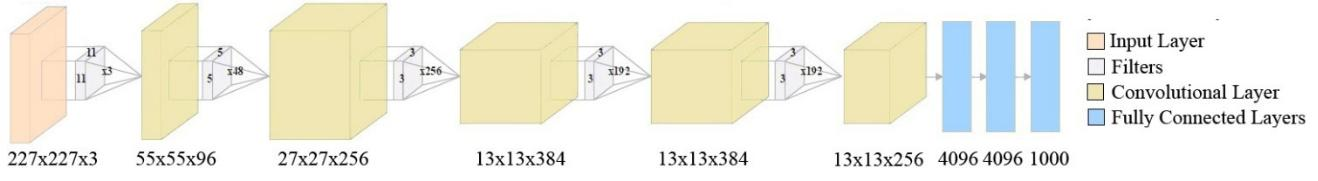 11
11
x3
5
5
x48
3
3
x256
3
3
x192
3
3
x192
227x227x3
55x55x96
27x27x256
13x13x384
13x13x384
13x13x256
4096
4096
1000
Input Layer
Filters
Convolutional Layer
Fully Connected Layers